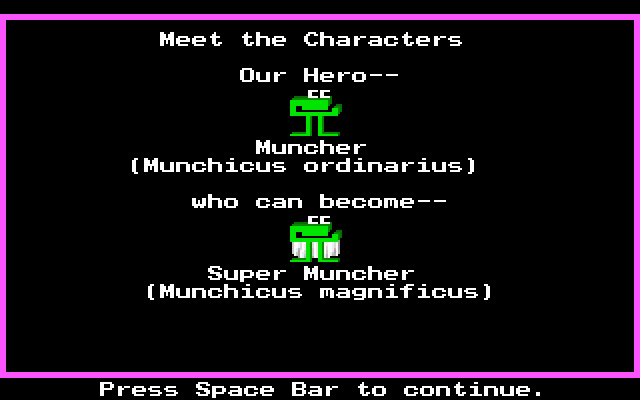 Meet the Characters
Our Hero--
Muncher
(Munchicus ordinarius)
who can become--
Super Muncher
(Munchicus magnificus)
Press Space Bar to continue.